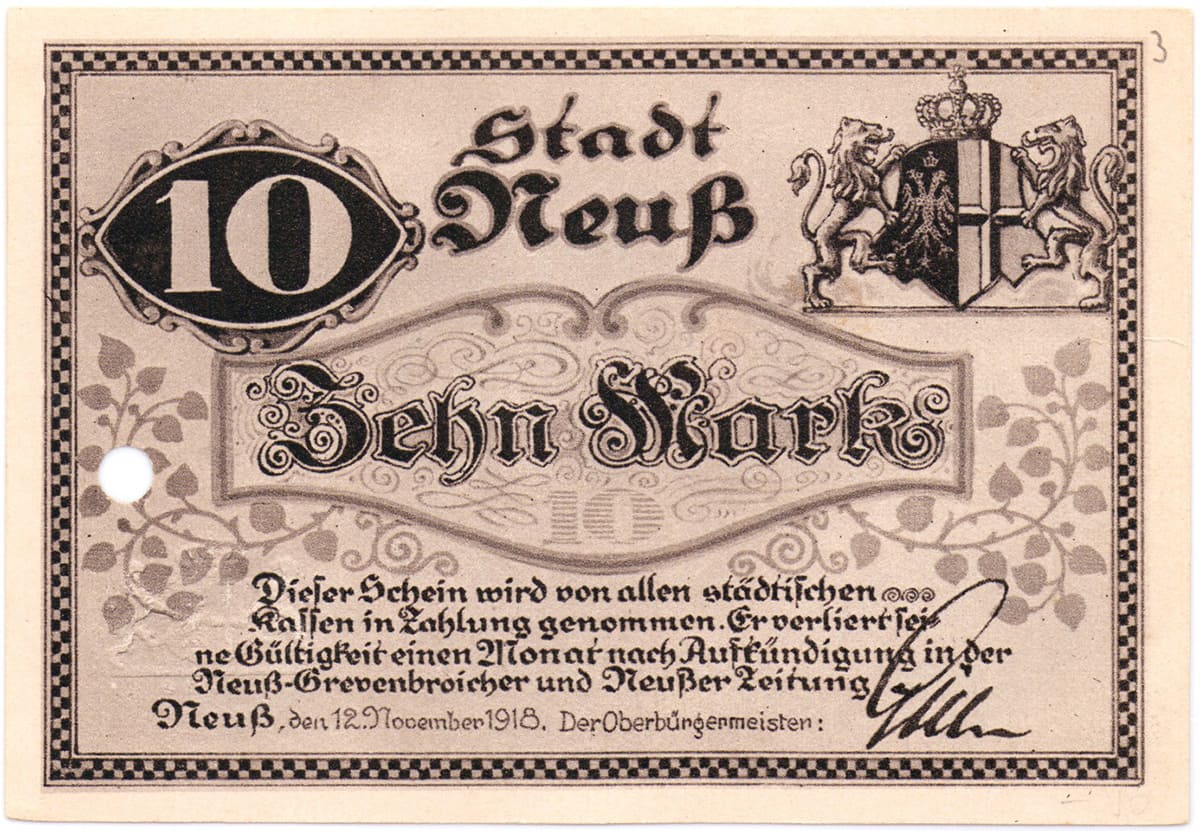 3
10
Stadt
Neuß
Zehn Mark
10
Dieser Schein wird von allen städtischen
Kassen in Zahlung genommen. Er verliert sei-
ne Gültigkeit einen Monat nach Aufkündigung in der
Neuß-Grevenbroicher und Neußer Zeitung
Neuß, den 12. November 1918. Der Oberbürgermeister: